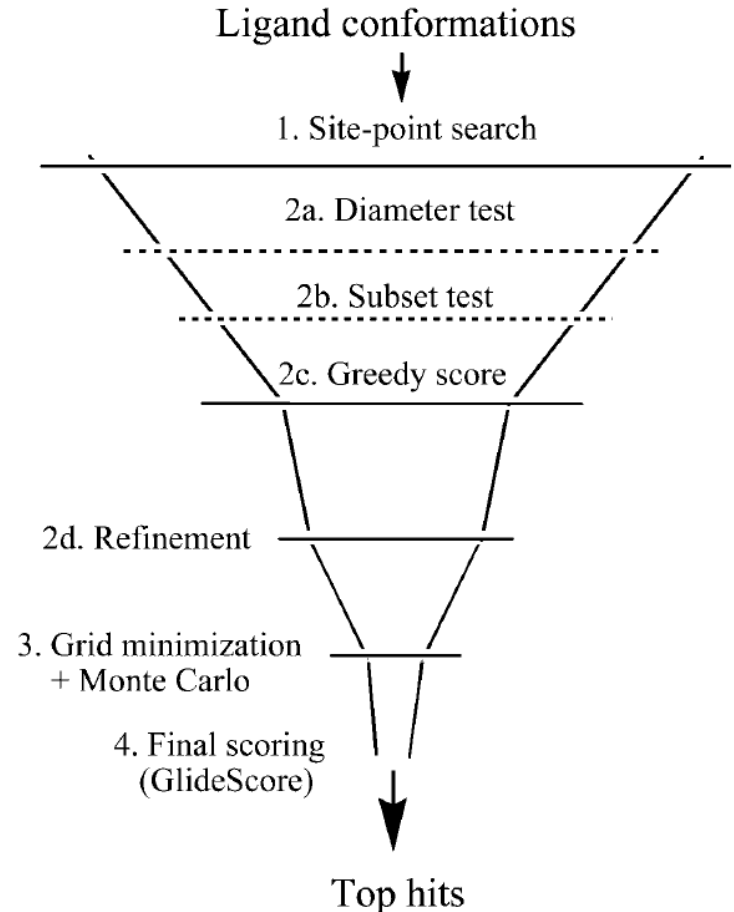 Ligand conformations
1. Site-point search
2a. Diameter test
2b. Subset test
2c. Greedy score
2d. Refinement
3. Grid minimization
+ Monte Carlo
4. Final scoring
(GlideScore)
Top hits